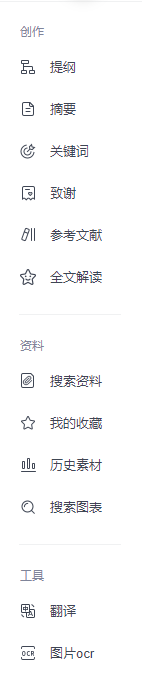 创作
提纲
摘要
关键词
致谢
参考文献
全文解读
资料
搜索资料
我的收藏
历史素材
搜索图表
工具
翻译
图片ocr